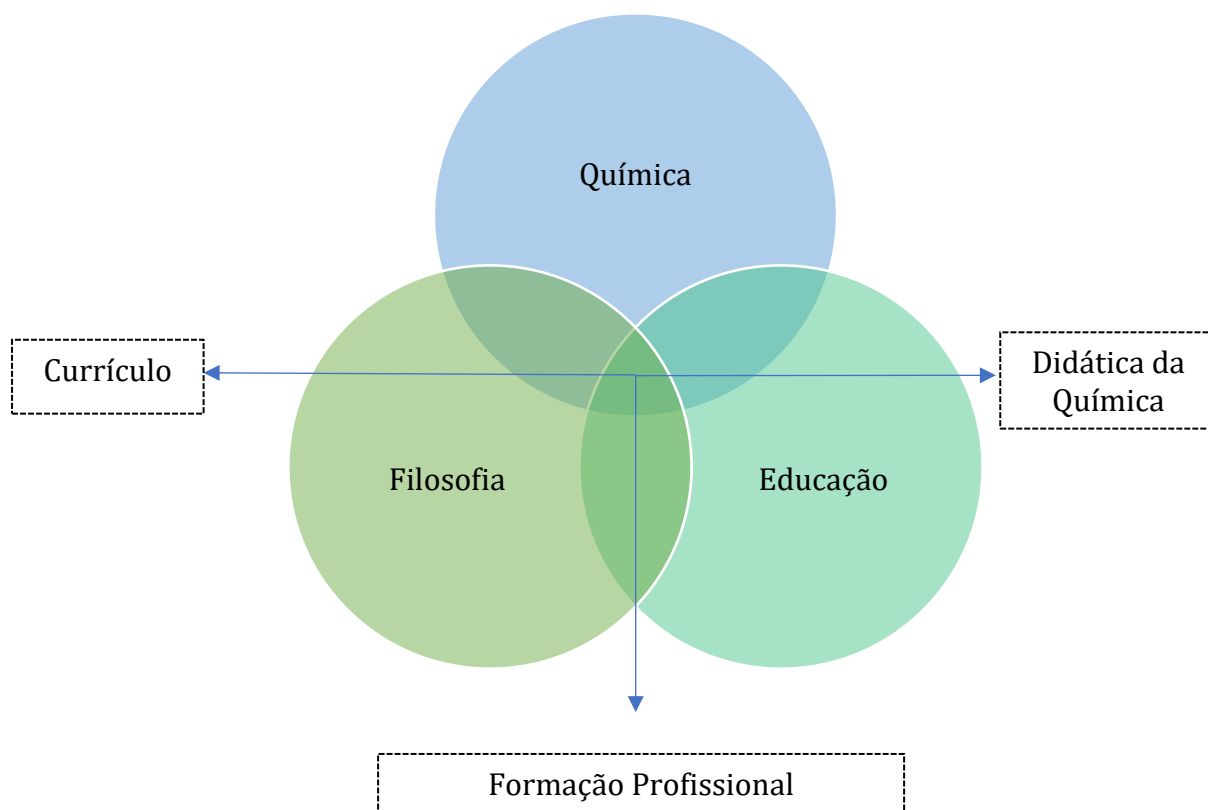 Química
Currículo
Didática da
Química
Filosofia
Educação
Formação Profissional